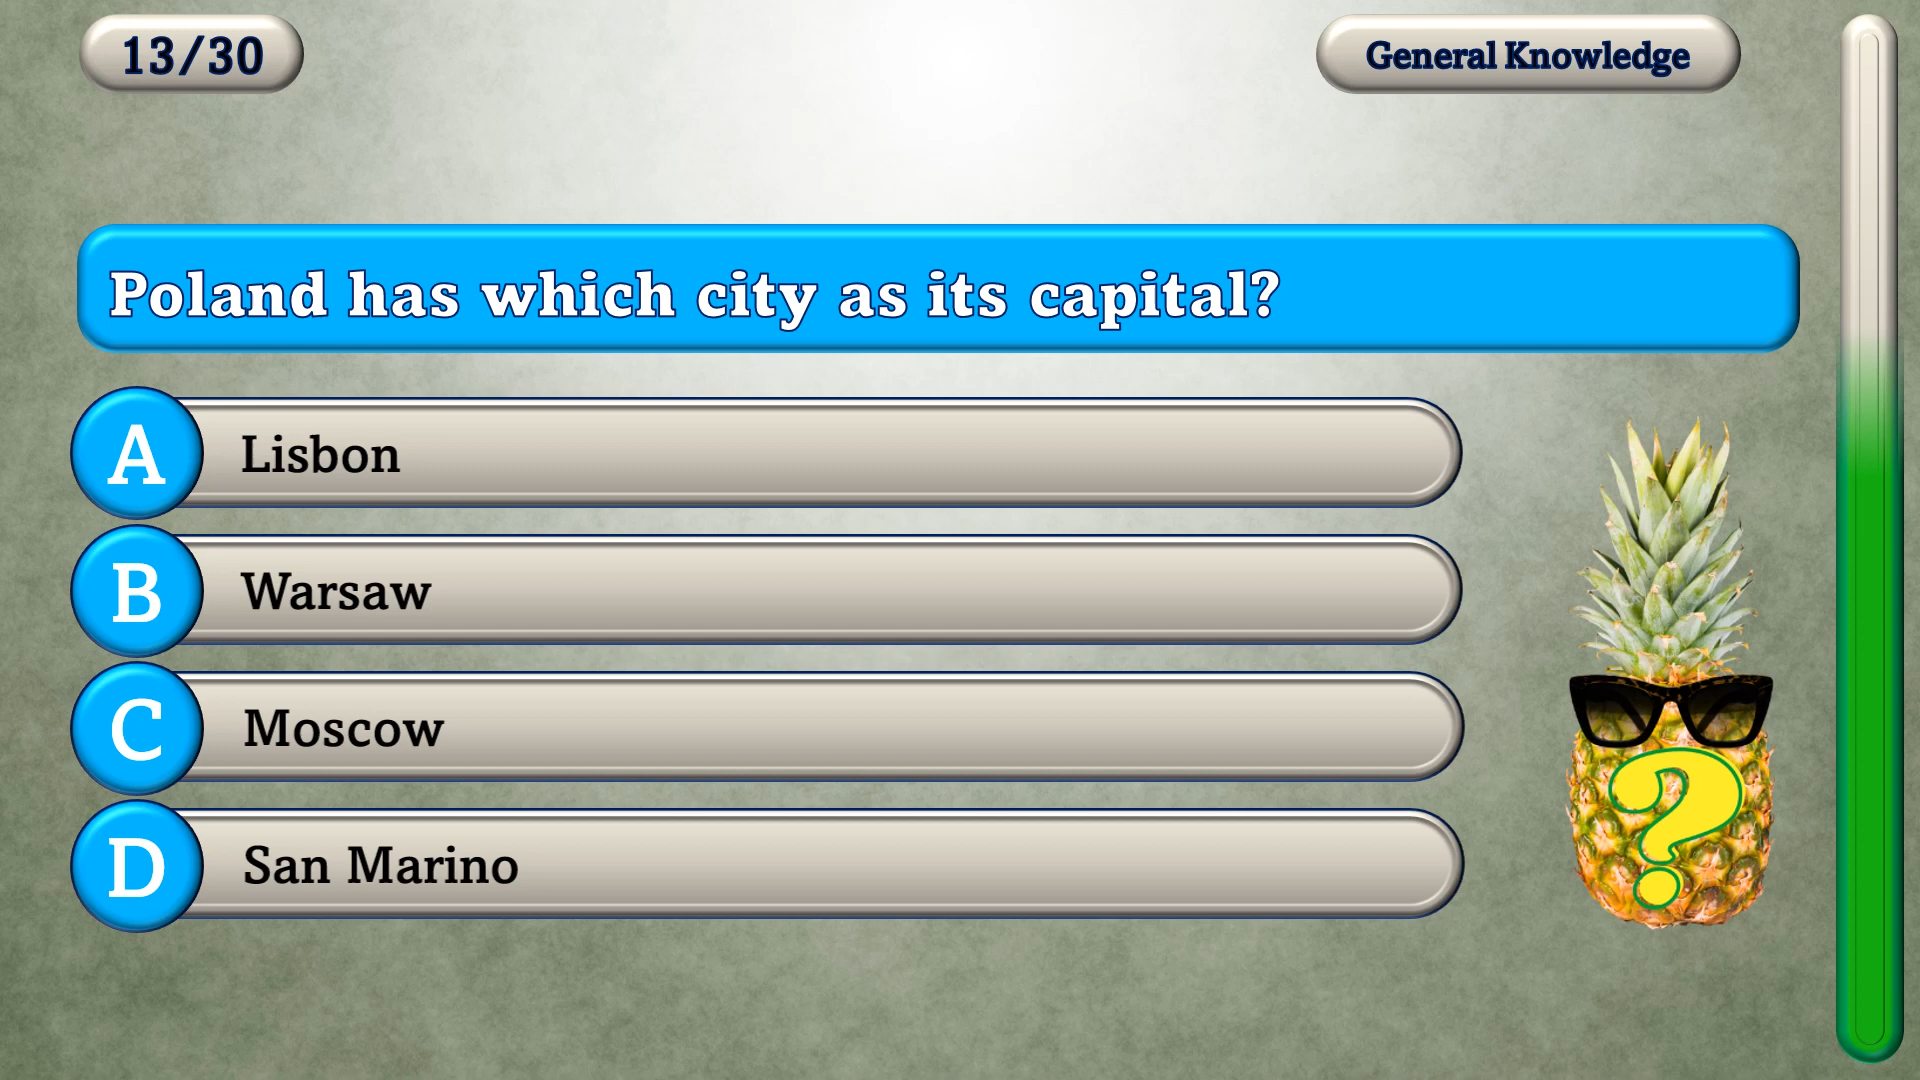 13/30
General Knowledge
Poland has which city as its capital?
A Lisbon
B Warsaw
C Moscow
D San Marino
?